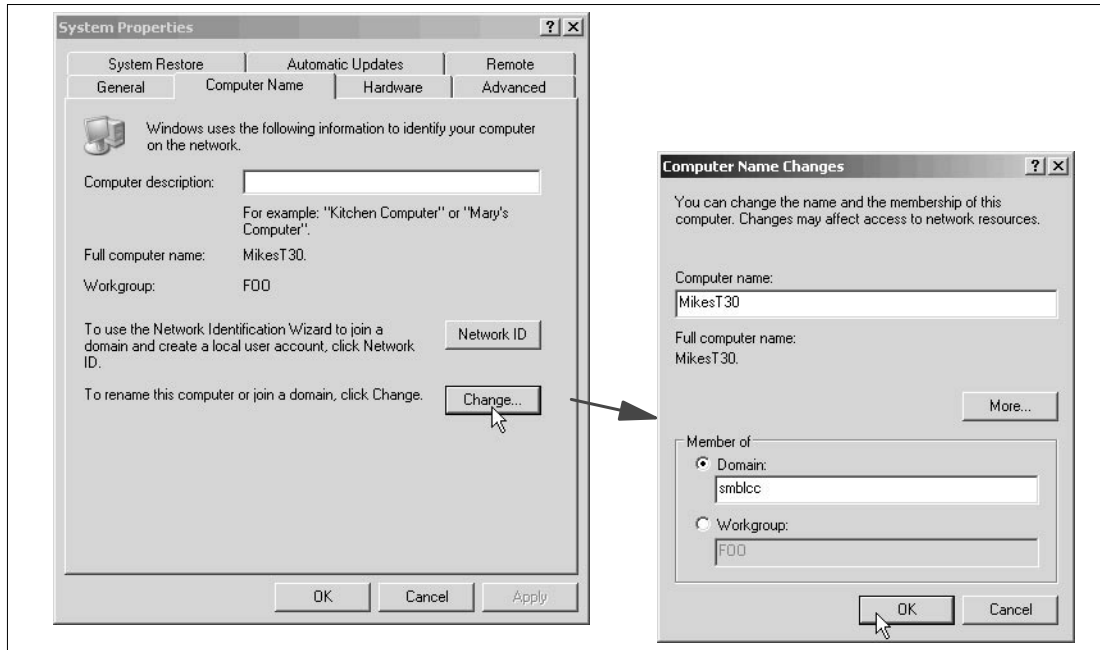 System Properties
System Restore
Automatic Updates
Remote
General
Computer Name
Hardware
Advanced
Windows uses the following information to identify your computer
on the network.
Computer description:
For example: "Kitchen Computer" or "Mary's
Computer".
Full computer name:
MikesT30.
Workgroup:
FOO
To use the Network Identification Wizard to join a
domain and create a local user account, click Network
ID.
Network ID
To rename this computer or join a domain, click Change.
Change...
OK
Cancel
Apply
Computer Name Changes
You can change the name and the membership of this
computer. Changes may affect access to network resources.
Computer name:
MikesT30
Full computer name:
MikesT30.
More...
Member of
Domain:
smblcc
Workgroup:
FOO
OK
Cancel